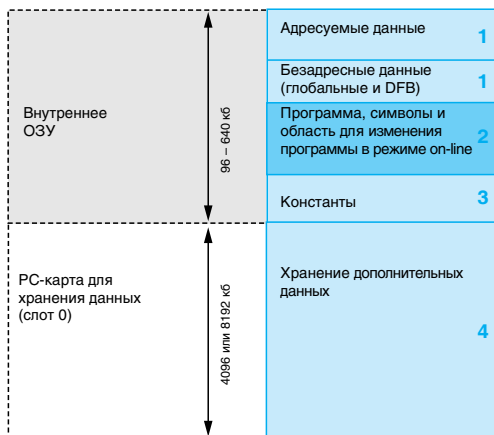 Адресуемые данные
1
Безадресные данные
(глобальные и DFB)
1
Внутреннее
ОЗУ
96 – 640 кб
Программа, символы и
область для изменения
программы в режиме on-line
2
Константы
3
PC-карта для
хранения данных
(слот 0)
4096 или 8192 кб
Хранение дополнительных
данных
4